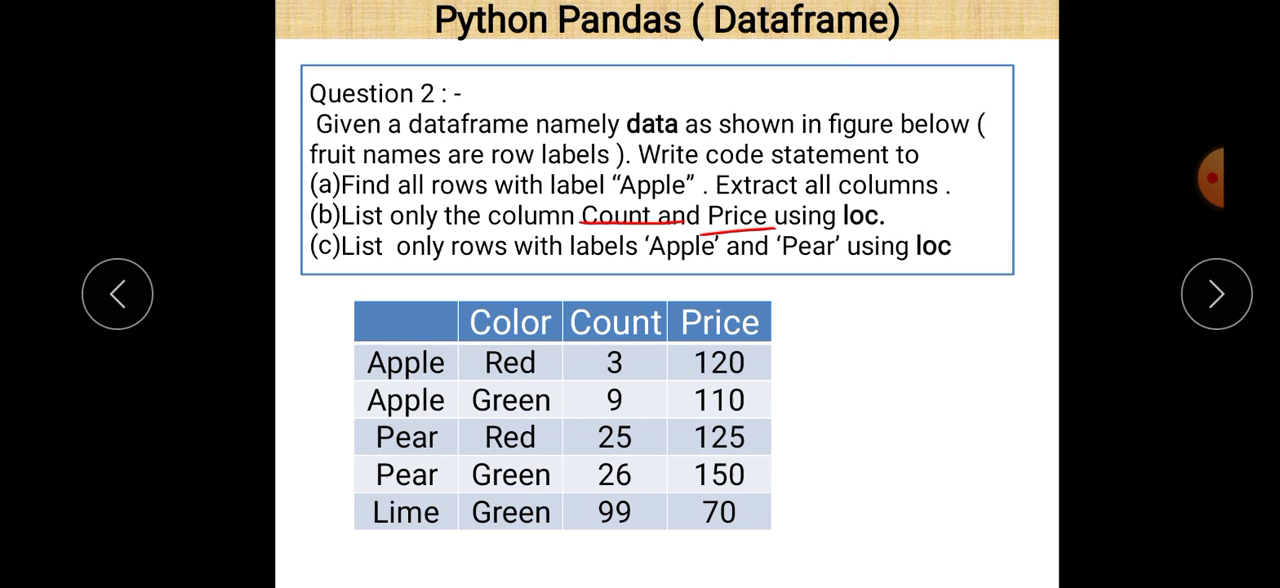 Python Pandas ( Dataframe)
Question 2 : -
Given a dataframe namely data as shown in figure below (
fruit names are row labels ). Write code statement to
(a)Find all rows with label “Apple” . Extract all columns .
(b)List only the column Count and Price using loc.
(c)List only rows with labels ‘Apple’ and ‘Pear’ using loc
Color Count Price
Apple Red 3 120
Apple Green 9 110
Pear Red 25 125
Pear Green 26 150
Lime Green 99 70